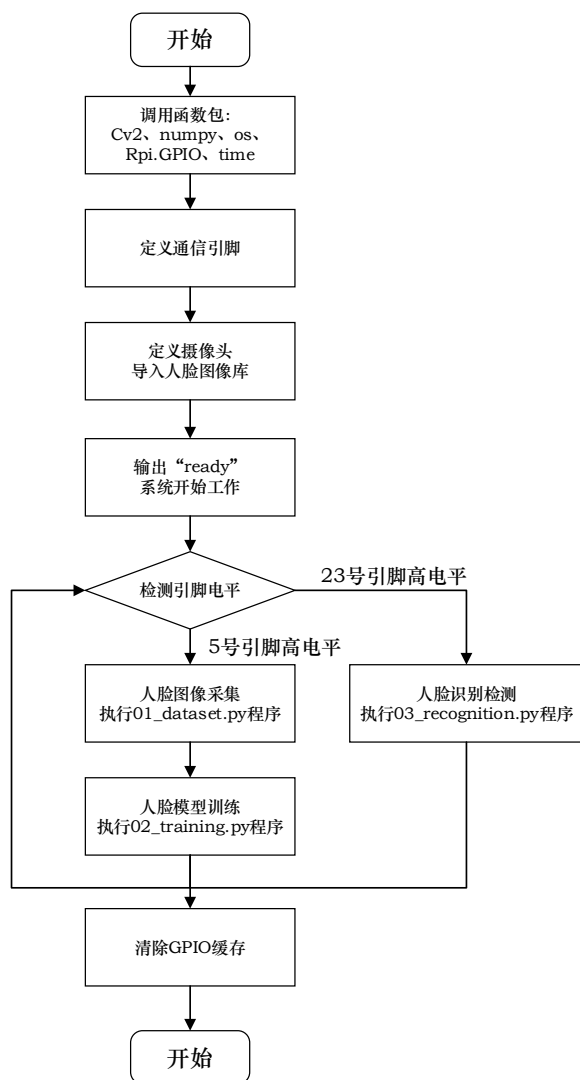 开始
调用函数包：
Cv2、numpy、os、
Rpi.GPIO、time
定义通信引脚
定义摄像头
导入人脸图像库
输出“ready”
系统开始工作
检测引脚电平
23号引脚高电平
5号引脚高电平
人脸图像采集
执行01_dataset.py程序
人脸识别检测
执行03_recognition.py程序
人脸模型训练
执行02_training.py程序
清除GPIO缓存
开始